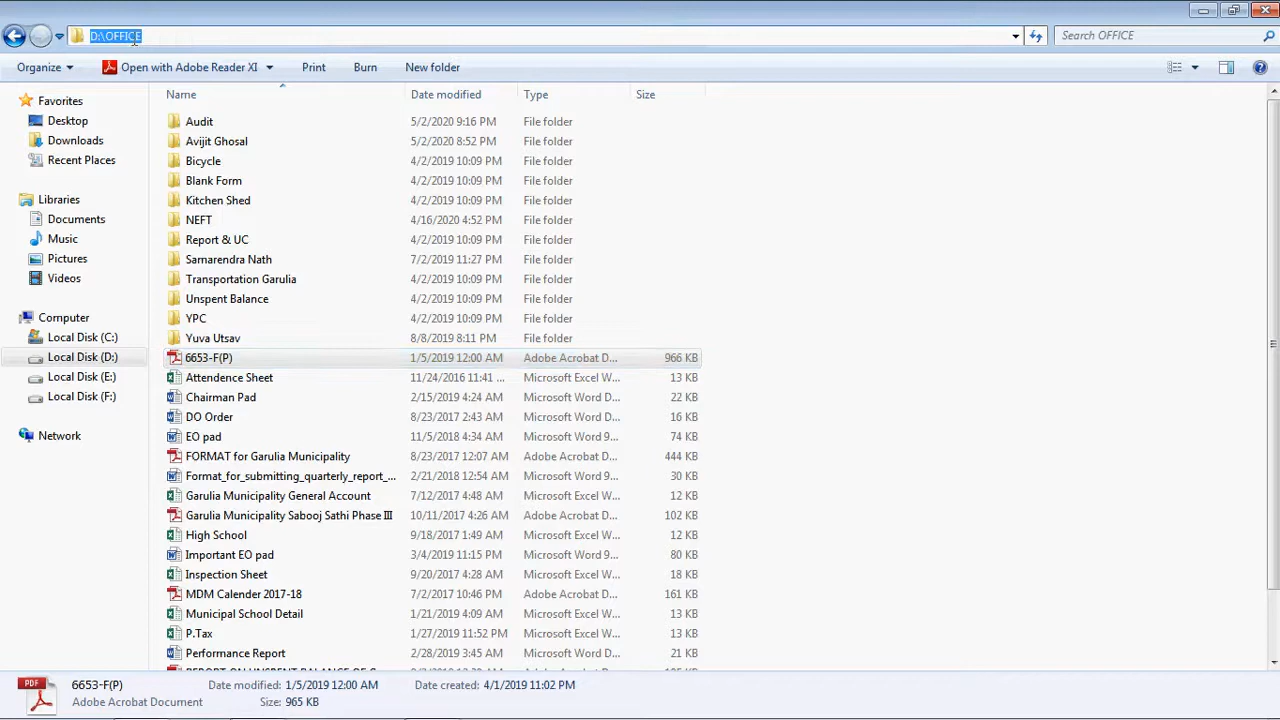 D:\OFFICE
Search OFFICE
Organize
Open with Adobe Reader XI
Print
Burn
New folder
Favorites
Desktop
Downloads
Recent Places
Libraries
Documents
Music
Pictures
Videos
Computer
Local Disk (C:)
Local Disk (D:)
Local Disk (E:)
Local Disk (F:)
Network
Name Date modified Type Size
Audit 5/2/2020 9:16 PM File folder
Avijit Ghosal 5/2/2020 8:52 PM File folder
Bicycle 4/2/2019 10:09 PM File folder
Blank Form 4/2/2019 10:09 PM File folder
Kitchen Shed 4/2/2019 10:09 PM File folder
NEFT 4/16/2020 4:52 PM File folder
Report & UC 4/2/2019 10:09 PM File folder
Samarendra Nath 7/2/2019 11:27 PM File folder
Transportation Garulia 4/2/2019 10:09 PM File folder
Unspent Balance 4/2/2019 10:09 PM File folder
YPC 4/2/2019 10:09 PM File folder
Yuva Utsav 8/8/2019 8:11 PM File folder
6653-F(P) 1/5/2019 12:00 AM Adobe Acrobat D... 966 KB
Attendence Sheet 11/24/2016 11:41 ... Microsoft Excel W... 13 KB
Chairman Pad 2/15/2019 4:24 AM Microsoft Word D... 22 KB
DO Order 8/23/2017 2:43 AM Microsoft Word D... 16 KB
EO pad 11/5/2018 4:34 AM Microsoft Word 9... 74 KB
FORMAT for Garulia Municipality 8/23/2017 12:07 AM Adobe Acrobat D... 444 KB
Format_for_submitting_quarterly_report_... 2/21/2018 12:54 AM Microsoft Word D... 30 KB
Garulia Municipality General Account 7/12/2017 4:48 AM Microsoft Excel W... 12 KB
Garulia Municipality Sabooj Sathi Phase III 10/11/2017 4:26 AM Adobe Acrobat D... 102 KB
High School 9/18/2017 1:49 AM Microsoft Excel W... 12 KB
Important EO pad 3/4/2019 11:15 PM Microsoft Word 9... 80 KB
Inspection Sheet 9/20/2017 4:28 AM Microsoft Excel W... 18 KB
MDM Calender 2017-18 7/2/2017 10:46 PM Adobe Acrobat D... 161 KB
Municipal School Detail 1/21/2019 4:09 AM Microsoft Excel W... 13 KB
P.Tax 1/27/2019 11:52 PM Microsoft Excel W... 13 KB
Performance Report 2/28/2019 3:45 AM Microsoft Word D... 21 KB
6653-F(P) Date modified: 1/5/2019 12:00 AM Date created: 4/1/2019 11:02 PM
Adobe Acrobat Document Size: 965 KB
PDF